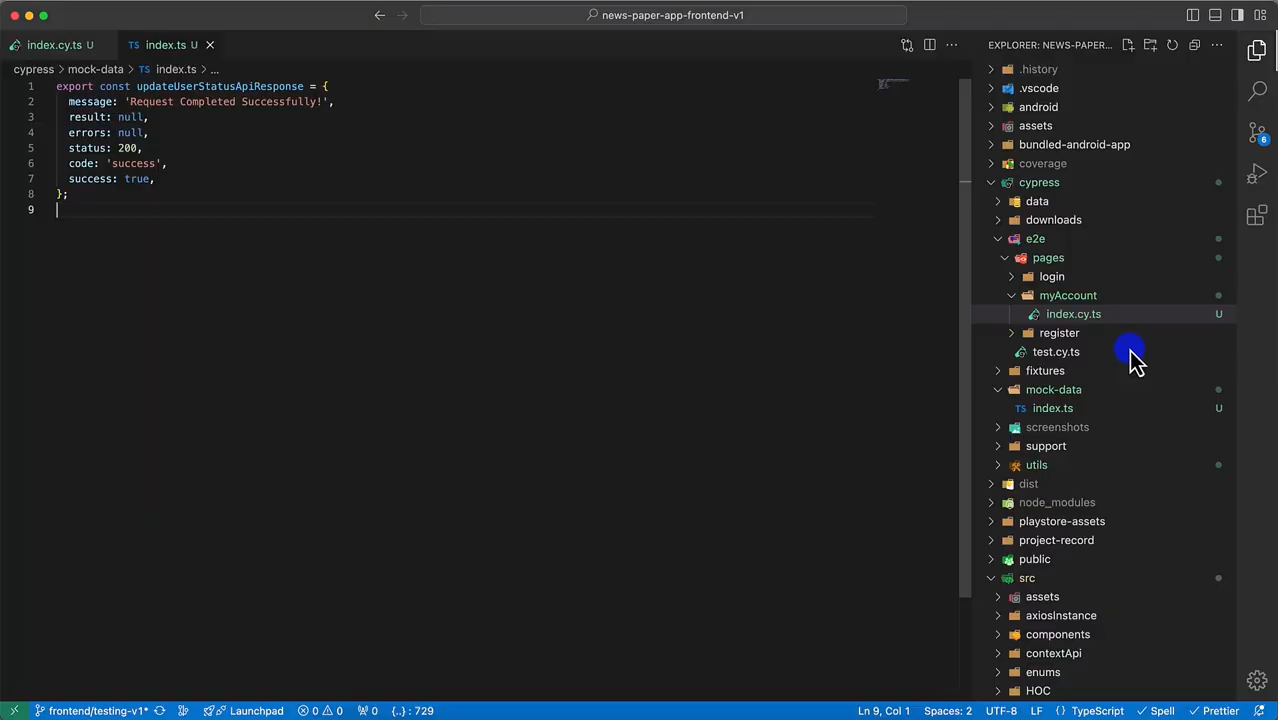 news-paper-app-frontend-v1
index.cy.ts U
TS index.ts U
cypress > mock-data > TS index.ts > ...
1 export const updateUserStatusApiResponse = {
2 message: 'Request Completed Successfully!',
3 result: null,
4 errors: null,
5 status: 200,
6 code: 'success',
7 success: true,
8 };
9
EXPLORER: NEWS-PAPER...
.history
.vscode
android
assets
bundled-android-app
coverage
cypress
data
downloads
e2e
pages
login
myAccount
index.cy.ts U
register
test.cy.ts
fixtures
mock-data
TS index.ts U
screenshots
support
utils
dist
node_modules
playstore-assets
project-record
public
src
assets
axiosInstance
components
contextApi
enums
HOC
6
frontend/testing-v1* Launchpad 0 0 0 {..} : 729 Ln 9, Col 1 Spaces: 2 UTF-8 LF {} TypeScript Spell Prettier